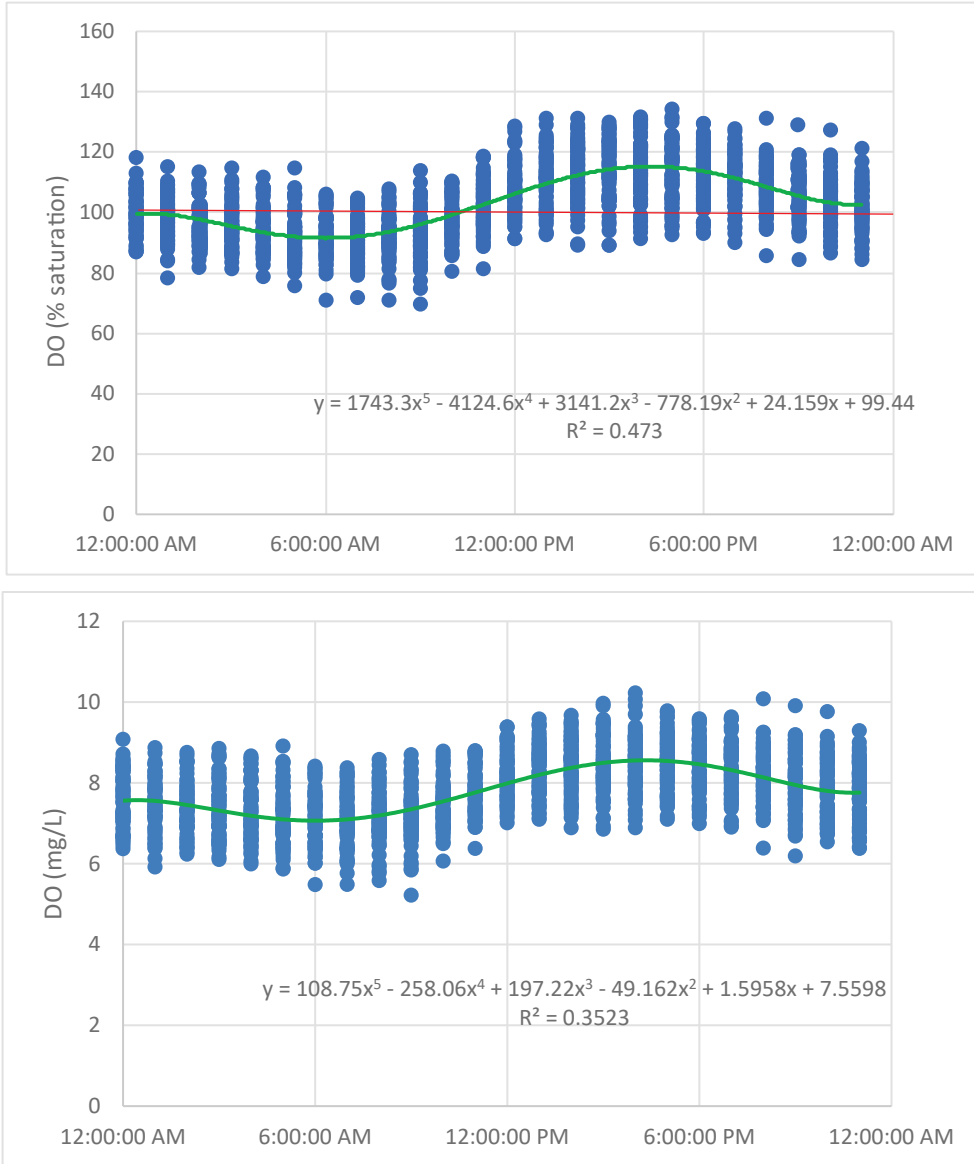 160
140
120
100
80
60
40
20
0
DO (% saturation)
y = 1743.3x⁵ - 4124.6x⁴ + 3141.2x³ - 778.19x² + 24.159x + 99.44
R² = 0.473
12:00:00 AM 6:00:00 AM 12:00:00 PM 6:00:00 PM 12:00:00 AM
12
10
8
6
4
2
0
DO (mg/L)
y = 108.75x⁵ - 258.06x⁴ + 197.22x³ - 49.162x² + 1.5958x + 7.5598
R² = 0.3523
12:00:00 AM 6:00:00 AM 12:00:00 PM 6:00:00 PM 12:00:00 AM